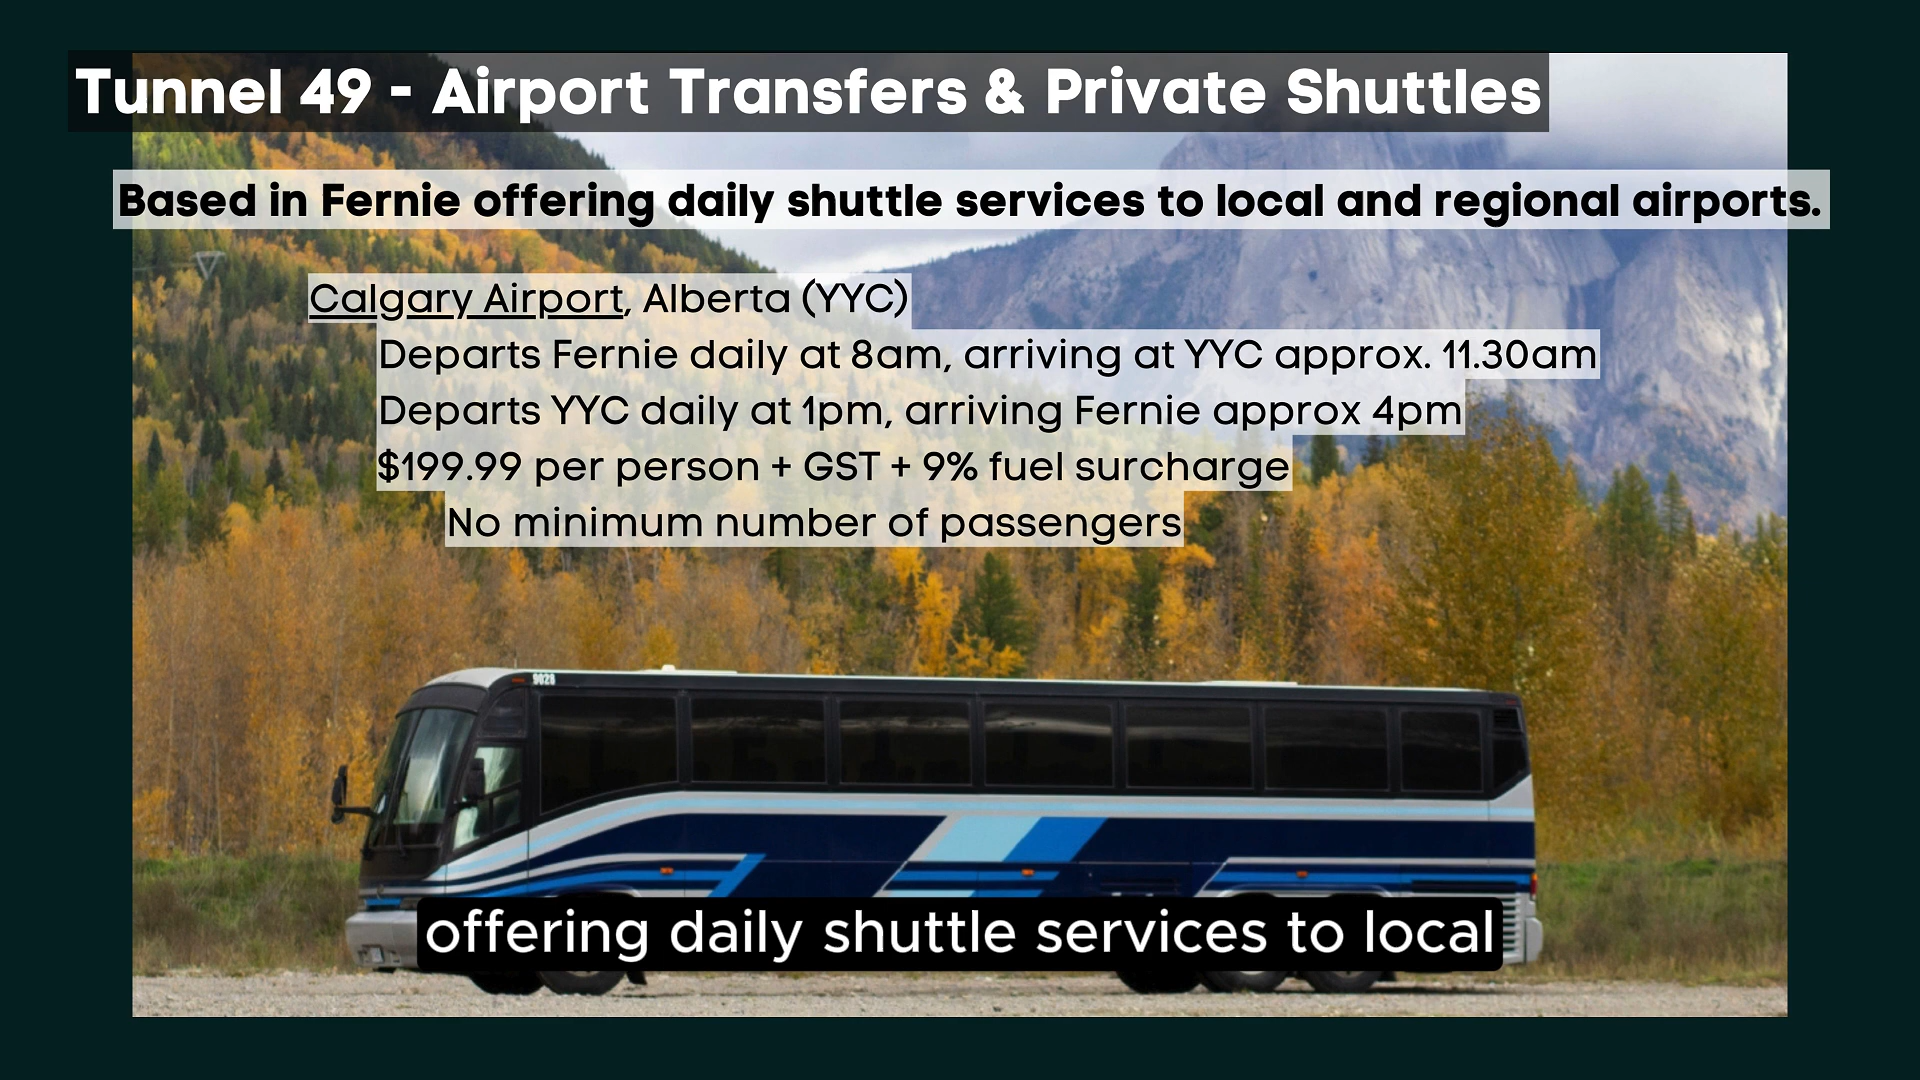 Tunnel 49 - Airport Transfers & Private Shuttles
Based in Fernie offering daily shuttle services to local and regional airports.
Calgary Airport, Alberta (YYC)
Departs Fernie daily at 8am, arriving at YYC approx. 11.30am
Departs YYC daily at 1pm, arriving Fernie approx 4pm
$199.99 per person + GST + 9% fuel surcharge
No minimum number of passengers
9028
offering daily shuttle services to local